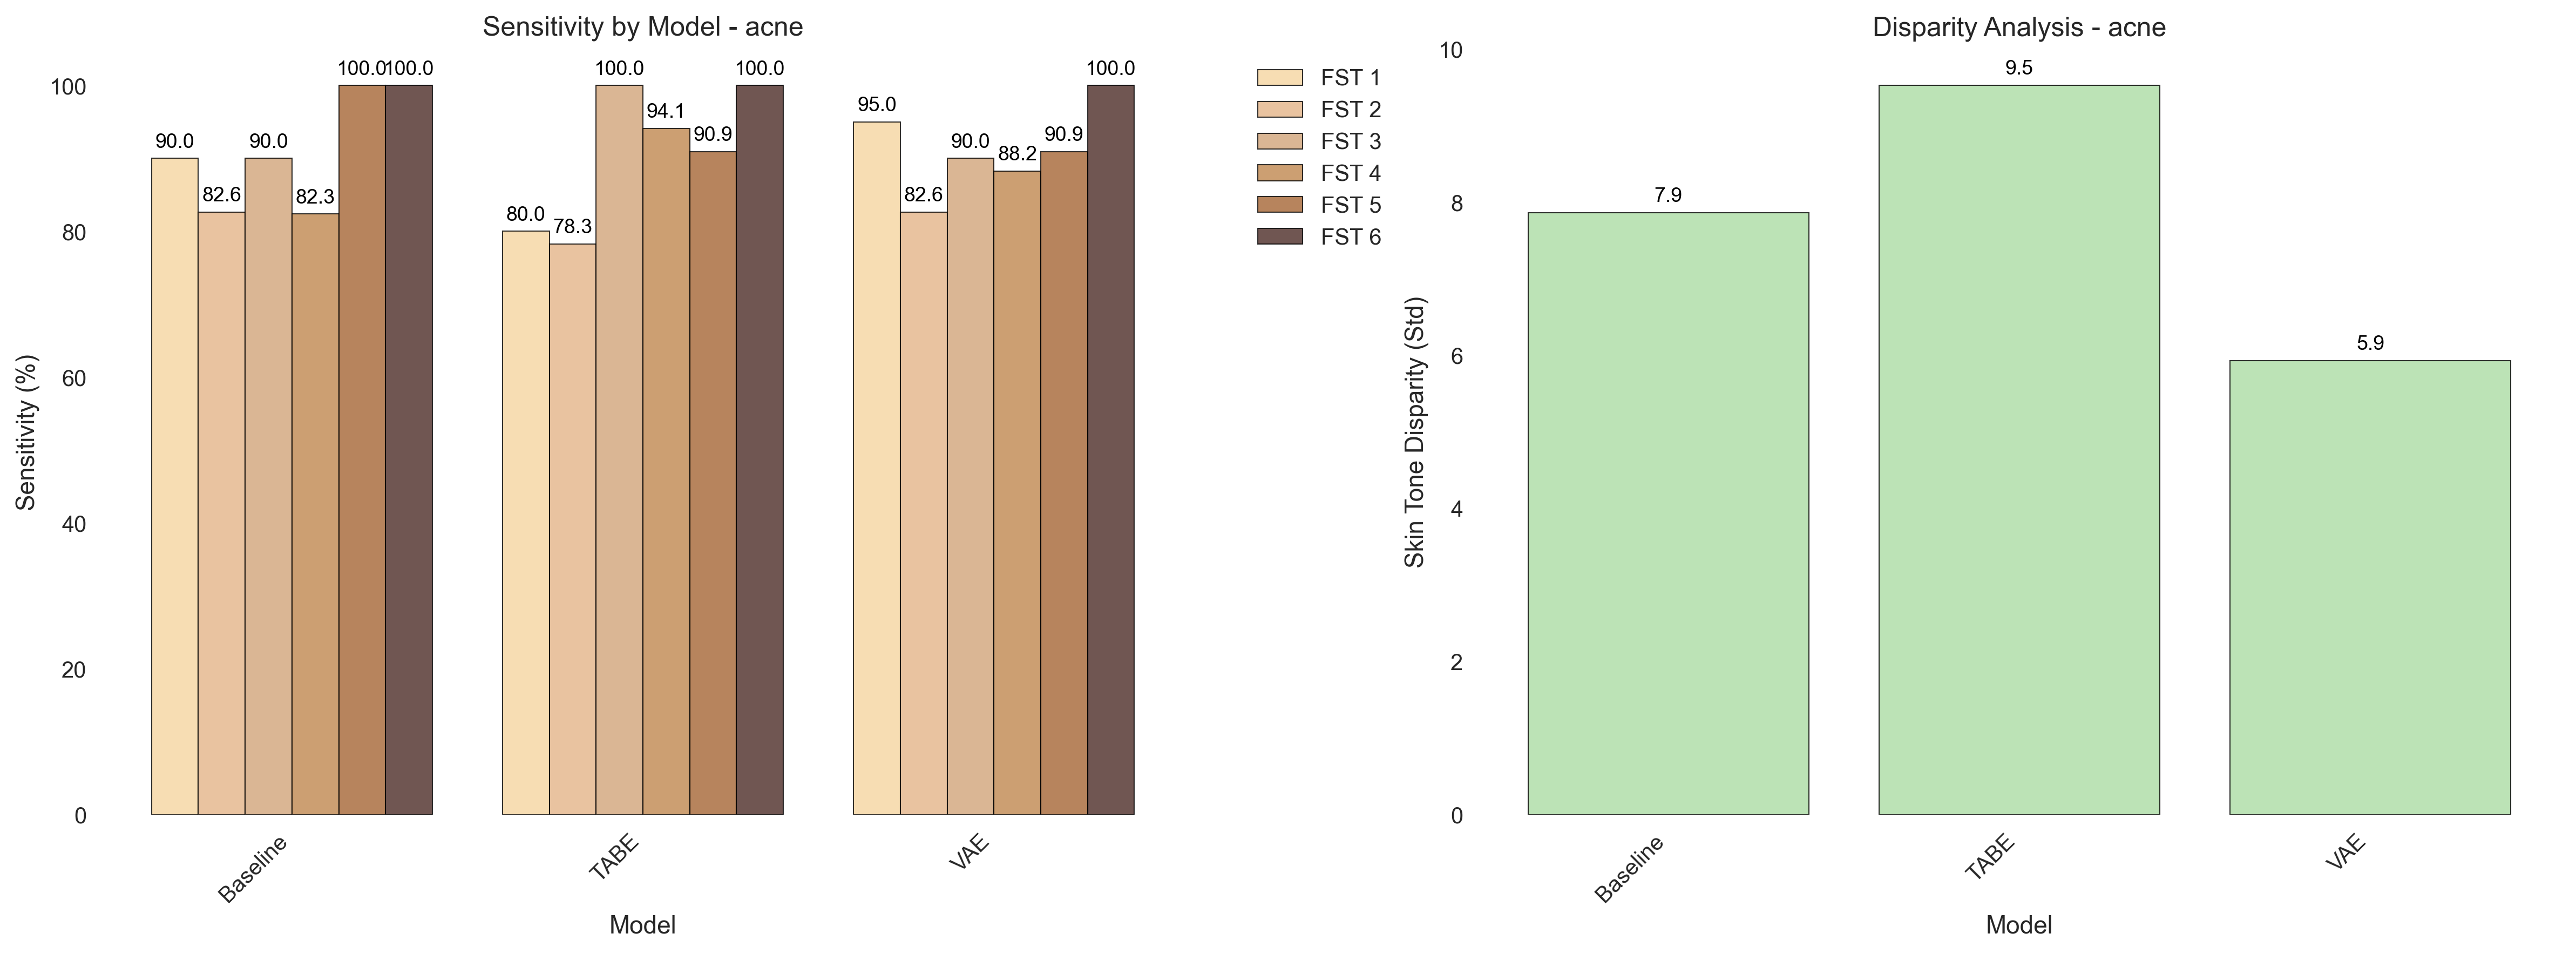 Sensitivity by Model - acne
Sensitivity (%)
100
80
60
40
20
0
90.0
82.6
90.0
82.3
100.0
100.0
80.0
78.3
100.0
94.1
90.9
100.0
95.0
82.6
90.0
88.2
90.9
100.0
Baseline
TABE
VAE
Model
FST 1
FST 2
FST 3
FST 4
FST 5
FST 6
Disparity Analysis - acne
Skin Tone Disparity (Std)
10
8
6
4
2
0
7.9
9.5
5.9
Baseline
TABE
VAE
Model